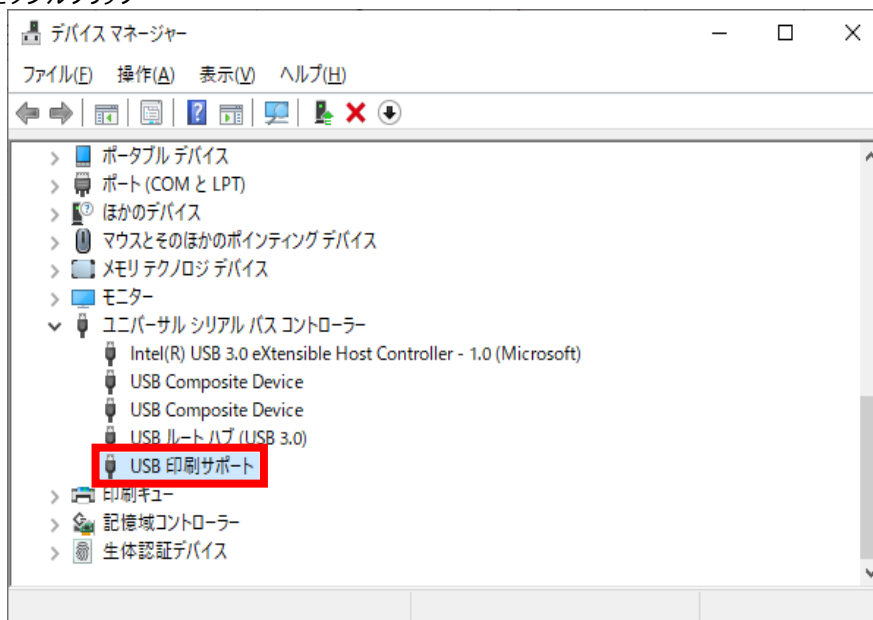 デバイス マネージャー
ファイル(F) 操作(A) 表示(V) ヘルプ(H)
ポータブル デバイス
ポート (COM と LPT)
ほかのデバイス
マウスとそのほかのポインティング デバイス
メモリ テクノロジ デバイス
モニター
ユニバーサル シリアル バス コントローラー
Intel(R) USB 3.0 eXtensible Host Controller - 1.0 (Microsoft)
USB Composite Device
USB Composite Device
USB ルート ハブ (USB 3.0)
USB 印刷サポート
印刷キュー
記憶域コントローラー
生体認証デバイス